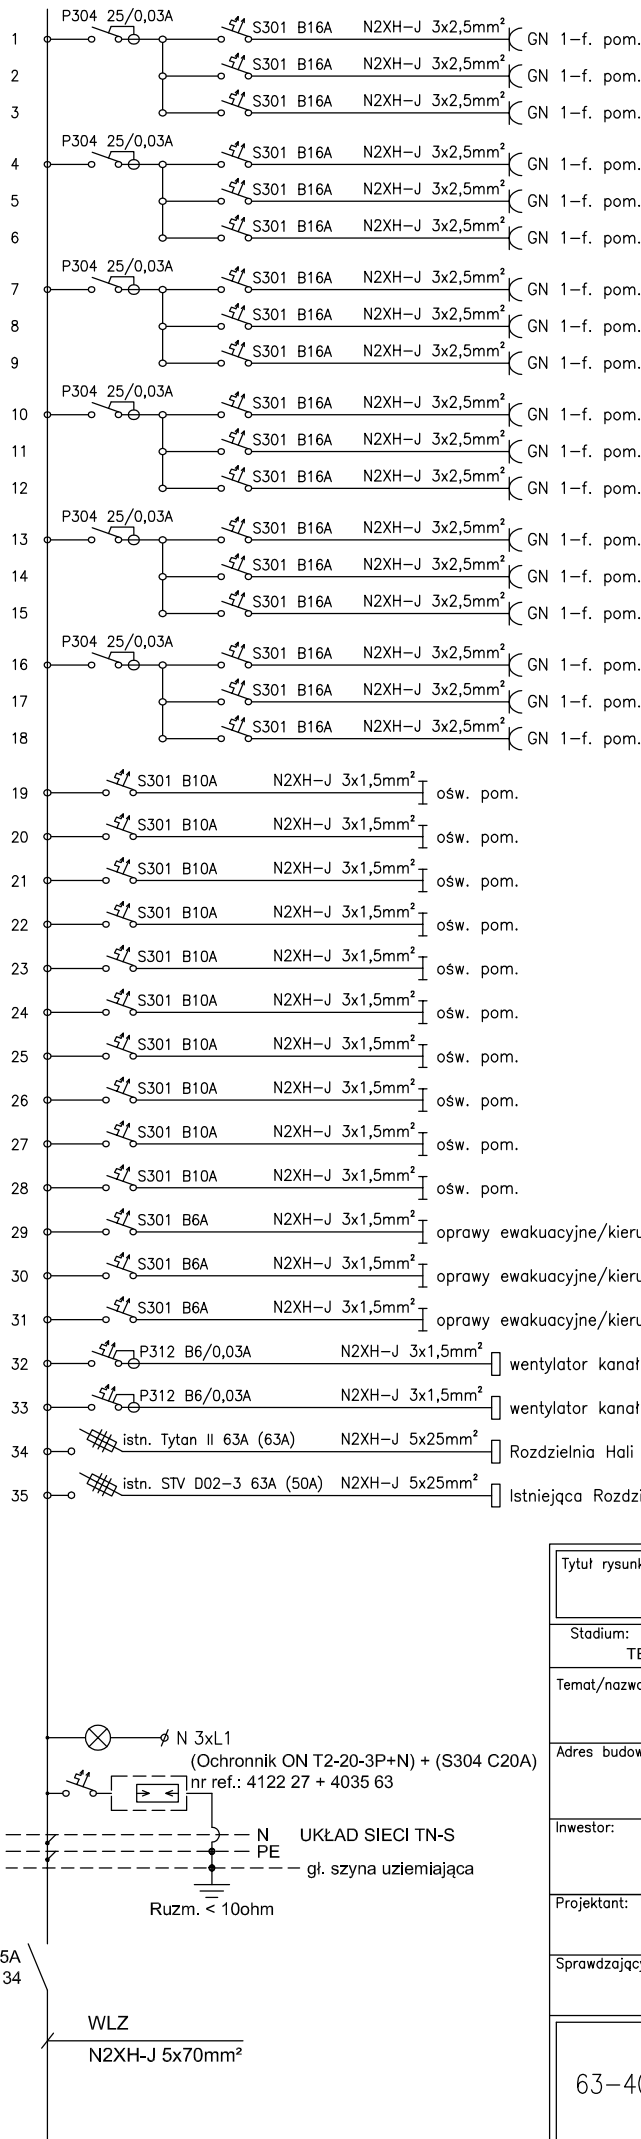 P304 25/0,03A
1 S301 B16A N2XH-J 3x2,5mm² GN 1-f. pom.
2 S301 B16A N2XH-J 3x2,5mm² GN 1-f. pom.
3 S301 B16A N2XH-J 3x2,5mm² GN 1-f. pom.
P304 25/0,03A
4 S301 B16A N2XH-J 3x2,5mm² GN 1-f. pom.
5 S301 B16A N2XH-J 3x2,5mm² GN 1-f. pom.
6 S301 B16A N2XH-J 3x2,5mm² GN 1-f. pom.
P304 25/0,03A
7 S301 B16A N2XH-J 3x2,5mm² GN 1-f. pom.
8 S301 B16A N2XH-J 3x2,5mm² GN 1-f. pom.
9 S301 B16A N2XH-J 3x2,5mm² GN 1-f. pom.
P304 25/0,03A
10 S301 B16A N2XH-J 3x2,5mm² GN 1-f. pom.
11 S301 B16A N2XH-J 3x2,5mm² GN 1-f. pom.
12 S301 B16A N2XH-J 3x2,5mm² GN 1-f. pom.
P304 25/0,03A
13 S301 B16A N2XH-J 3x2,5mm² GN 1-f. pom.
14 S301 B16A N2XH-J 3x2,5mm² GN 1-f. pom.
15 S301 B16A N2XH-J 3x2,5mm² GN 1-f. pom.
P304 25/0,03A
16 S301 B16A N2XH-J 3x2,5mm² GN 1-f. pom.
17 S301 B16A N2XH-J 3x2,5mm² GN 1-f. pom.
18 S301 B16A N2XH-J 3x2,5mm² GN 1-f. pom.
19 S301 B10A N2XH-J 3x1,5mm² ośw. pom.
20 S301 B10A N2XH-J 3x1,5mm² ośw. pom.
21 S301 B10A N2XH-J 3x1,5mm² ośw. pom.
22 S301 B10A N2XH-J 3x1,5mm² ośw. pom.
23 S301 B10A N2XH-J 3x1,5mm² ośw. pom.
24 S301 B10A N2XH-J 3x1,5mm² ośw. pom.
25 S301 B10A N2XH-J 3x1,5mm² ośw. pom.
26 S301 B10A N2XH-J 3x1,5mm² ośw. pom.
27 S301 B10A N2XH-J 3x1,5mm² ośw. pom.
28 S301 B10A N2XH-J 3x1,5mm² ośw. pom.
29 S301 B6A N2XH-J 3x1,5mm² oprawy ewakuacyjne/kieru
30 S301 B6A N2XH-J 3x1,5mm² oprawy ewakuacyjne/kieru
31 S301 B6A N2XH-J 3x1,5mm² oprawy ewakuacyjne/kieru
32 P312 B6/0,03A N2XH-J 3x1,5mm² wentylator kanał
33 P312 B6/0,03A N2XH-J 3x1,5mm² wentylator kanał
34 istn. Tytan II 63A (63A) N2XH-J 5x25mm² Rozdzielnia Hali
35 istn. STV D02-3 63A (50A) N2XH-J 5x25mm² Istniejąca Rozdzi
N 3xL1
(Ochronnik ON T2-20-3P+N) + (S304 C20A)
nr ref.: 4122 27 + 4035 63
N UKŁAD SIECI TN-S
PE
gł. szyna uziemiająca
Ruzm. < 10ohm
5A
34
WLZ
N2XH-J 5x70mm²
Tytuł rysunk
Stadium:
TE
Temat/nazwa
Adres budow
Inwestor:
Projektant:
Sprawdzający
63-40